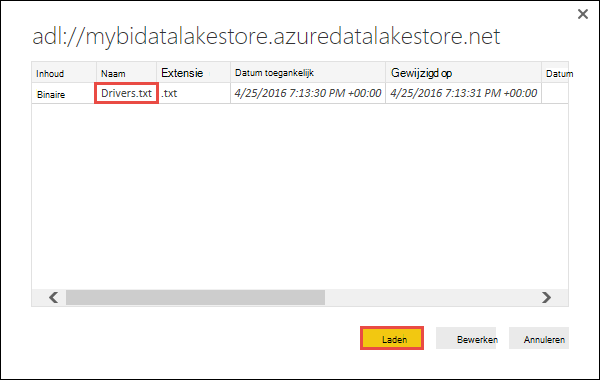 adl://mybidatalakestore.azuredatalakestore.net
Inhoud Naam Extensie Datum toegankelijk Gewijzigd op Datum
Binaire Drivers.txt .txt 4/25/2016 7:13:30 PM +00:00 4/25/2016 7:13:31 PM +00:00
Laden Bewerken Annuleren